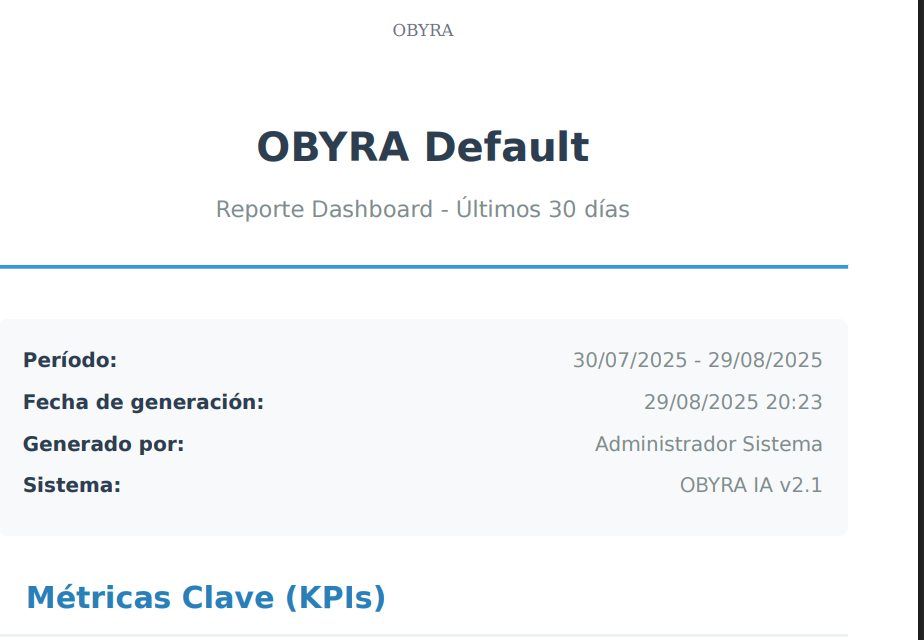 OBYRA
OBYRA Default
Reporte Dashboard - Últimos 30 días
Período: 30/07/2025 - 29/08/2025
Fecha de generación: 29/08/2025 20:23
Generado por: Administrador Sistema
Sistema: OBYRA IA v2.1
Métricas Clave (KPIs)